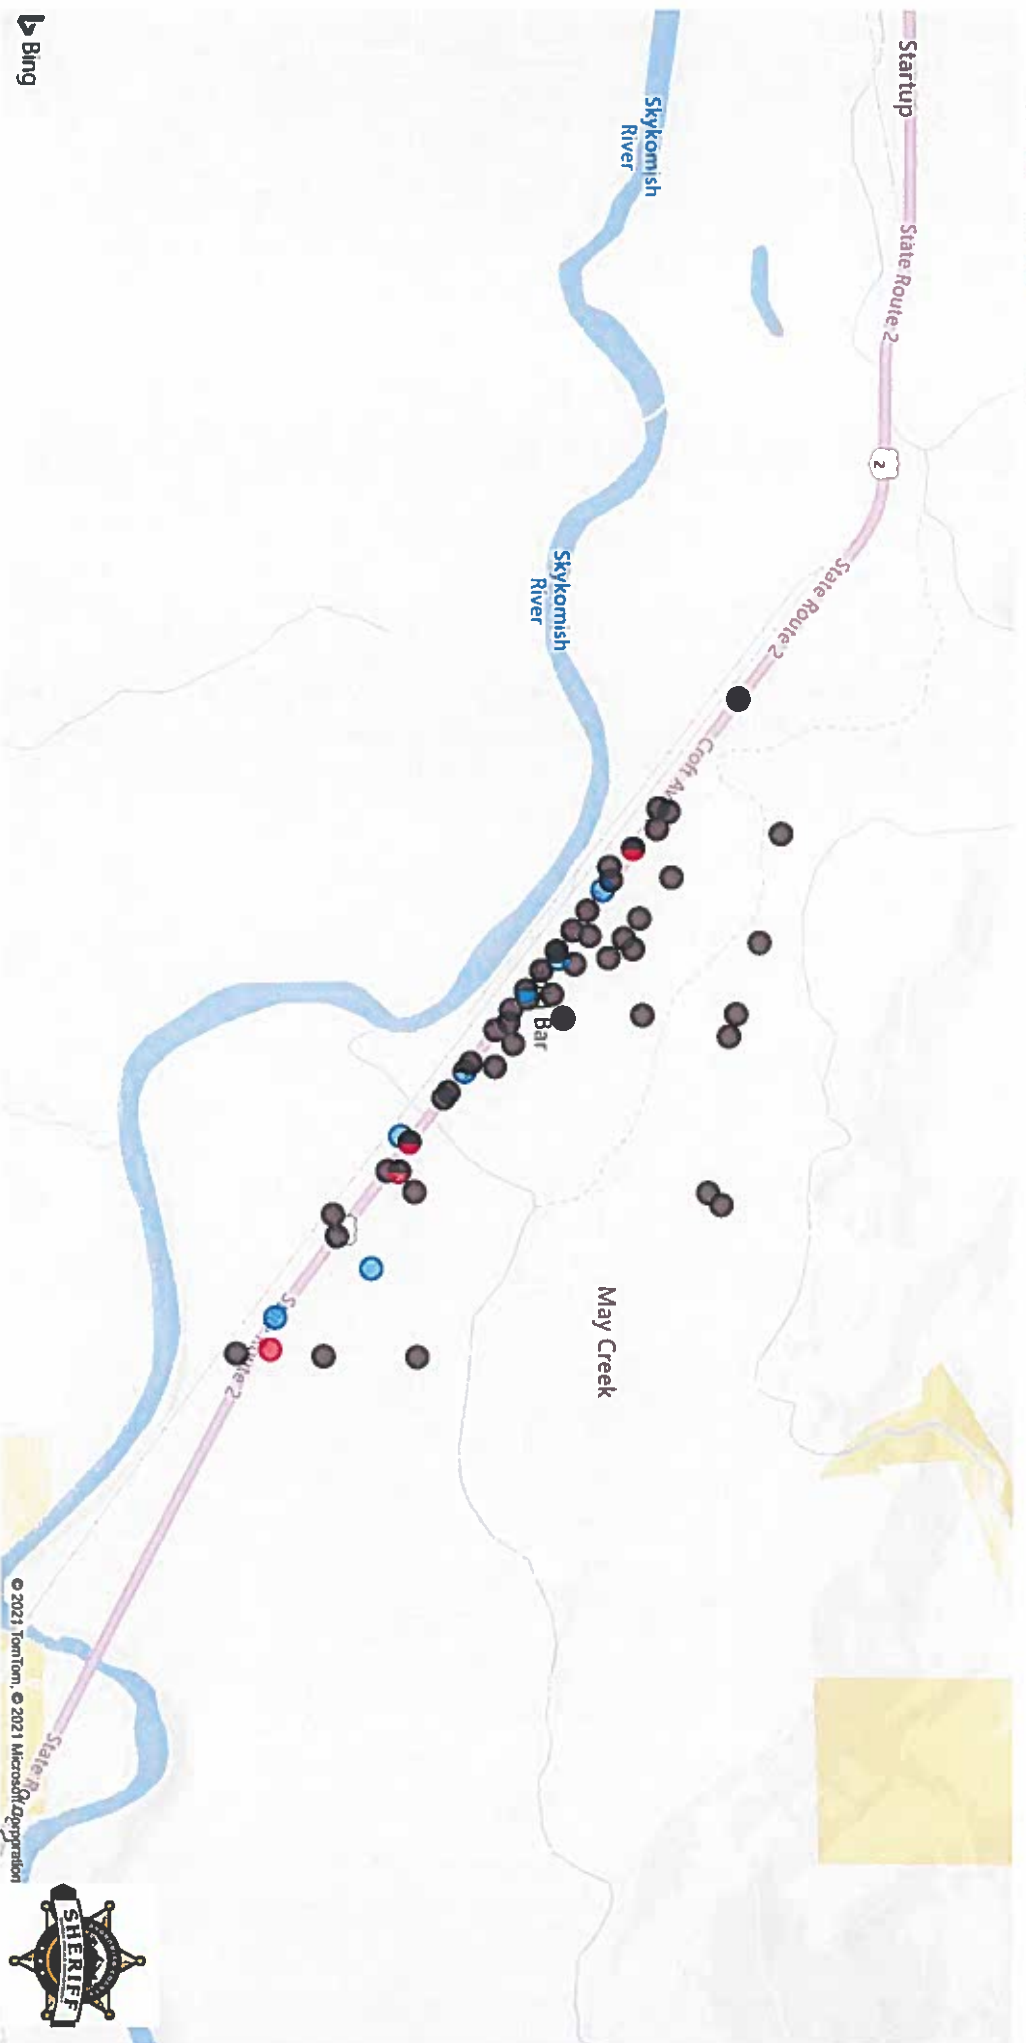 Startup
State Route 2
2
State Route 2
Croft Av
Skykomish
River
Skykomish
River
Bar
May Creek
State R
Bing
© 2021 TomTom, © 2021 Microsoft Corporation
SHERIFF